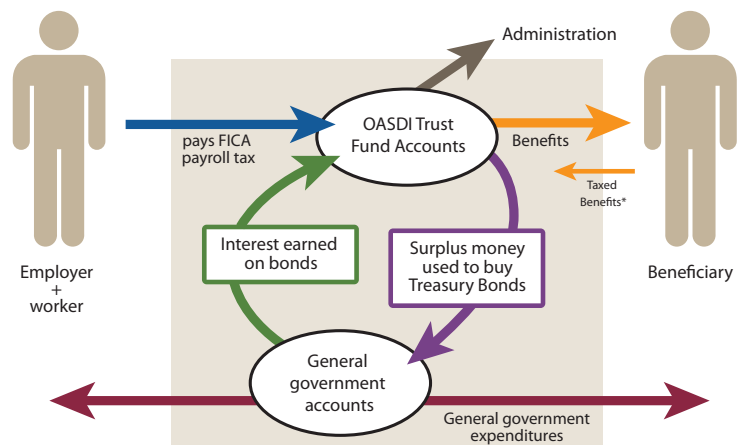 Administration
OASDI Trust
Fund Accounts
pays FICA
payroll tax
Benefits
Taxed
Benefits*
Interest earned
on bonds
Surplus money
used to buy
Treasury Bonds
Employer
+
worker
Beneficiary
General
government
accounts
General government
expenditures